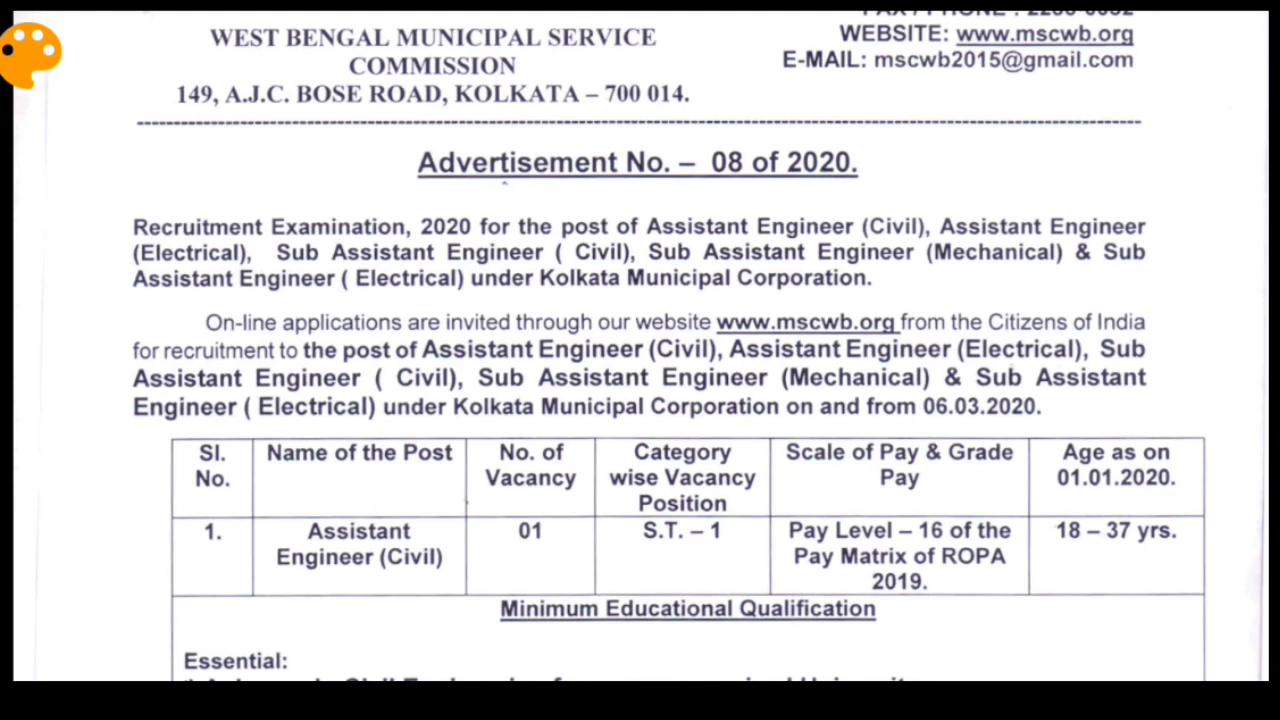 WEST BENGAL MUNICIPAL SERVICE
COMMISSION
149, A.J.C. BOSE ROAD, KOLKATA – 700 014.
WEBSITE: www.mscwb.org
E-MAIL: mscwb2015@gmail.com
Advertisement No. – 08 of 2020.
Recruitment Examination, 2020 for the post of Assistant Engineer (Civil), Assistant Engineer
(Electrical), Sub Assistant Engineer ( Civil), Sub Assistant Engineer (Mechanical) & Sub
Assistant Engineer ( Electrical) under Kolkata Municipal Corporation.
On-line applications are invited through our website www.mscwb.org from the Citizens of India
for recruitment to the post of Assistant Engineer (Civil), Assistant Engineer (Electrical), Sub
Assistant Engineer ( Civil), Sub Assistant Engineer (Mechanical) & Sub Assistant
Engineer ( Electrical) under Kolkata Municipal Corporation on and from 06.03.2020.
Sl. No. Name of the Post No. of Vacancy Category wise Vacancy Position Scale of Pay & Grade Pay Age as on 01.01.2020.
1. Assistant Engineer (Civil) 01 S.T. – 1 Pay Level – 16 of the Pay Matrix of ROPA 2019. 18 – 37 yrs.
Minimum Educational Qualification
Essential: